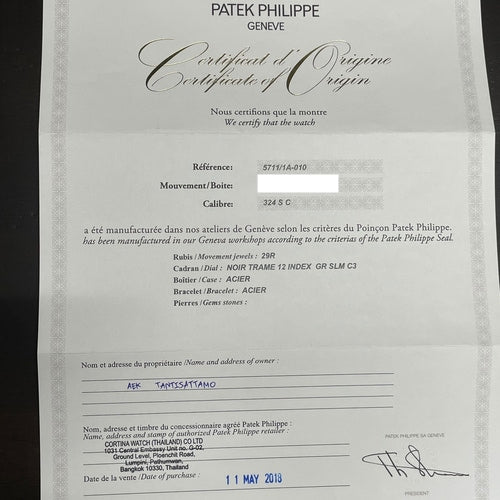 PATEK PHILIPPE
GENEVE
Certificat d'Origine
Certificate of Origin
Nous certifions que la montre
We certify that the watch
Référence: 5711/1A-010
Mouvement/Boite:
Calibre: 324 S C
a été manufacturée dans nos ateliers de Genève selon les critères du Poinçon Patek Philippe.
has been manufactured in our Geneva workshops according to the criterias of the Patek Philippe Seal.
Rubis/Movement jewels: 29R
Cadran/Dial: NOIR TRAME 12 INDEX GR SLM C3
Boîtier/Case: ACIER
Bracelet/Bracelet: ACIER
Pierres/Gems stones:
Nom et adresse du propriétaire/Name and address of owner:
AEK TANTISATTAMO
Nom, adresse et timbre du concessionnaire agréé Patek Philippe:
Name, address and stamp of authorized Patek Philippe retailer:
CORTINA WATCH (THAILAND) CO LTD
1031 Central Embassy Unit no. G-02,
Ground Level, Ploenchit Road,
Lumpini, Pathumwan,
Bangkok 10330, Thailand
Date de la vente/Date of purchase: 11 MAY 2018
PATEK PHILIPPE SA GENEVE
PRESIDENT